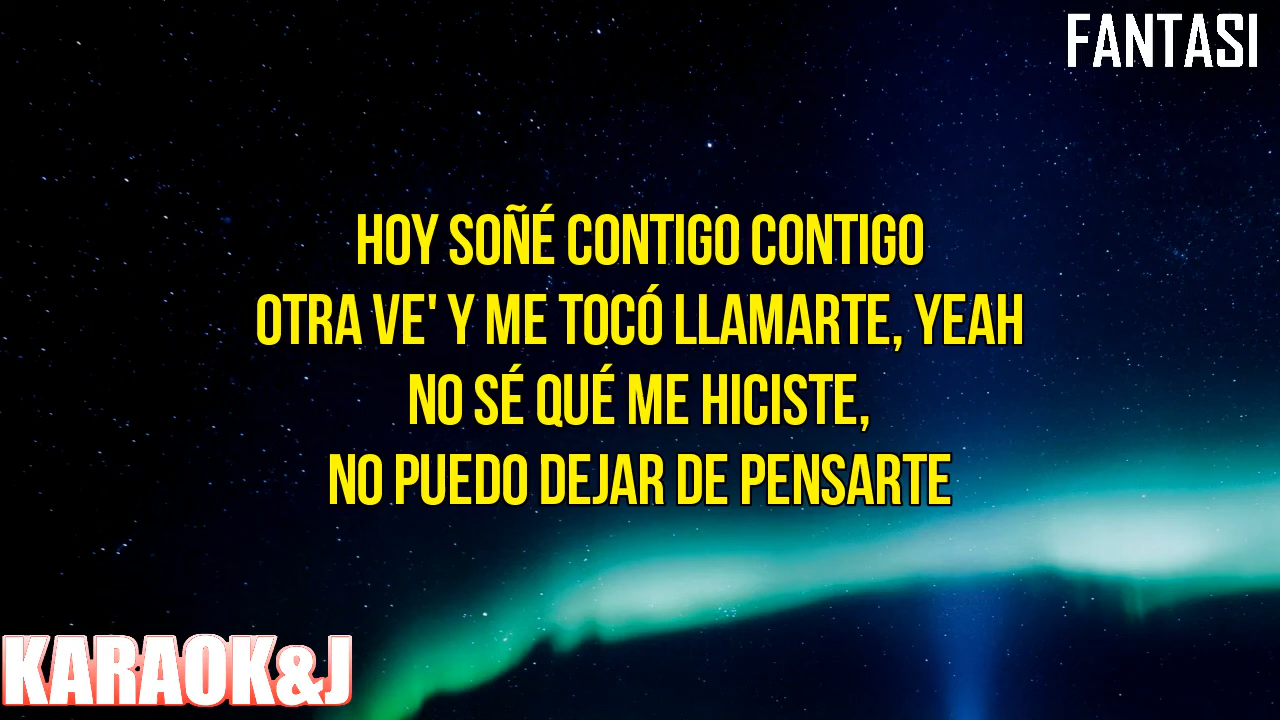 FANTASI
HOY SOÑÉ CONTIGO CONTIGO
OTRA VE' Y ME TOCÓ LLAMARTE, YEAH
NO SÉ QUÉ ME HICISTE,
NO PUEDO DEJAR DE PENSARTE
KARAOK&J